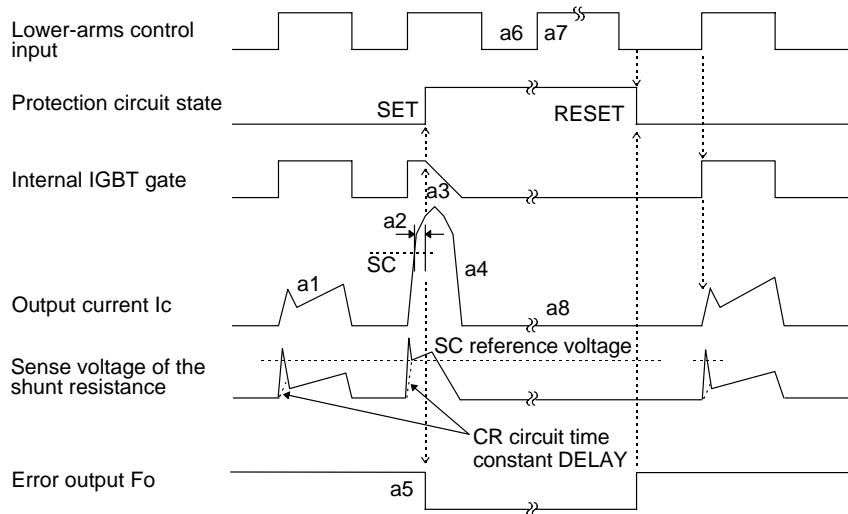 Lower-arms control
input
a6
a7
Protection circuit state
SET
RESET
Internal IGBT gate
a3
a2
SC
a4
a1
Output current Ic
a8
SC reference voltage
Sense voltage of the
shunt resistance
CR circuit time
constant DELAY
Error output Fo
a5